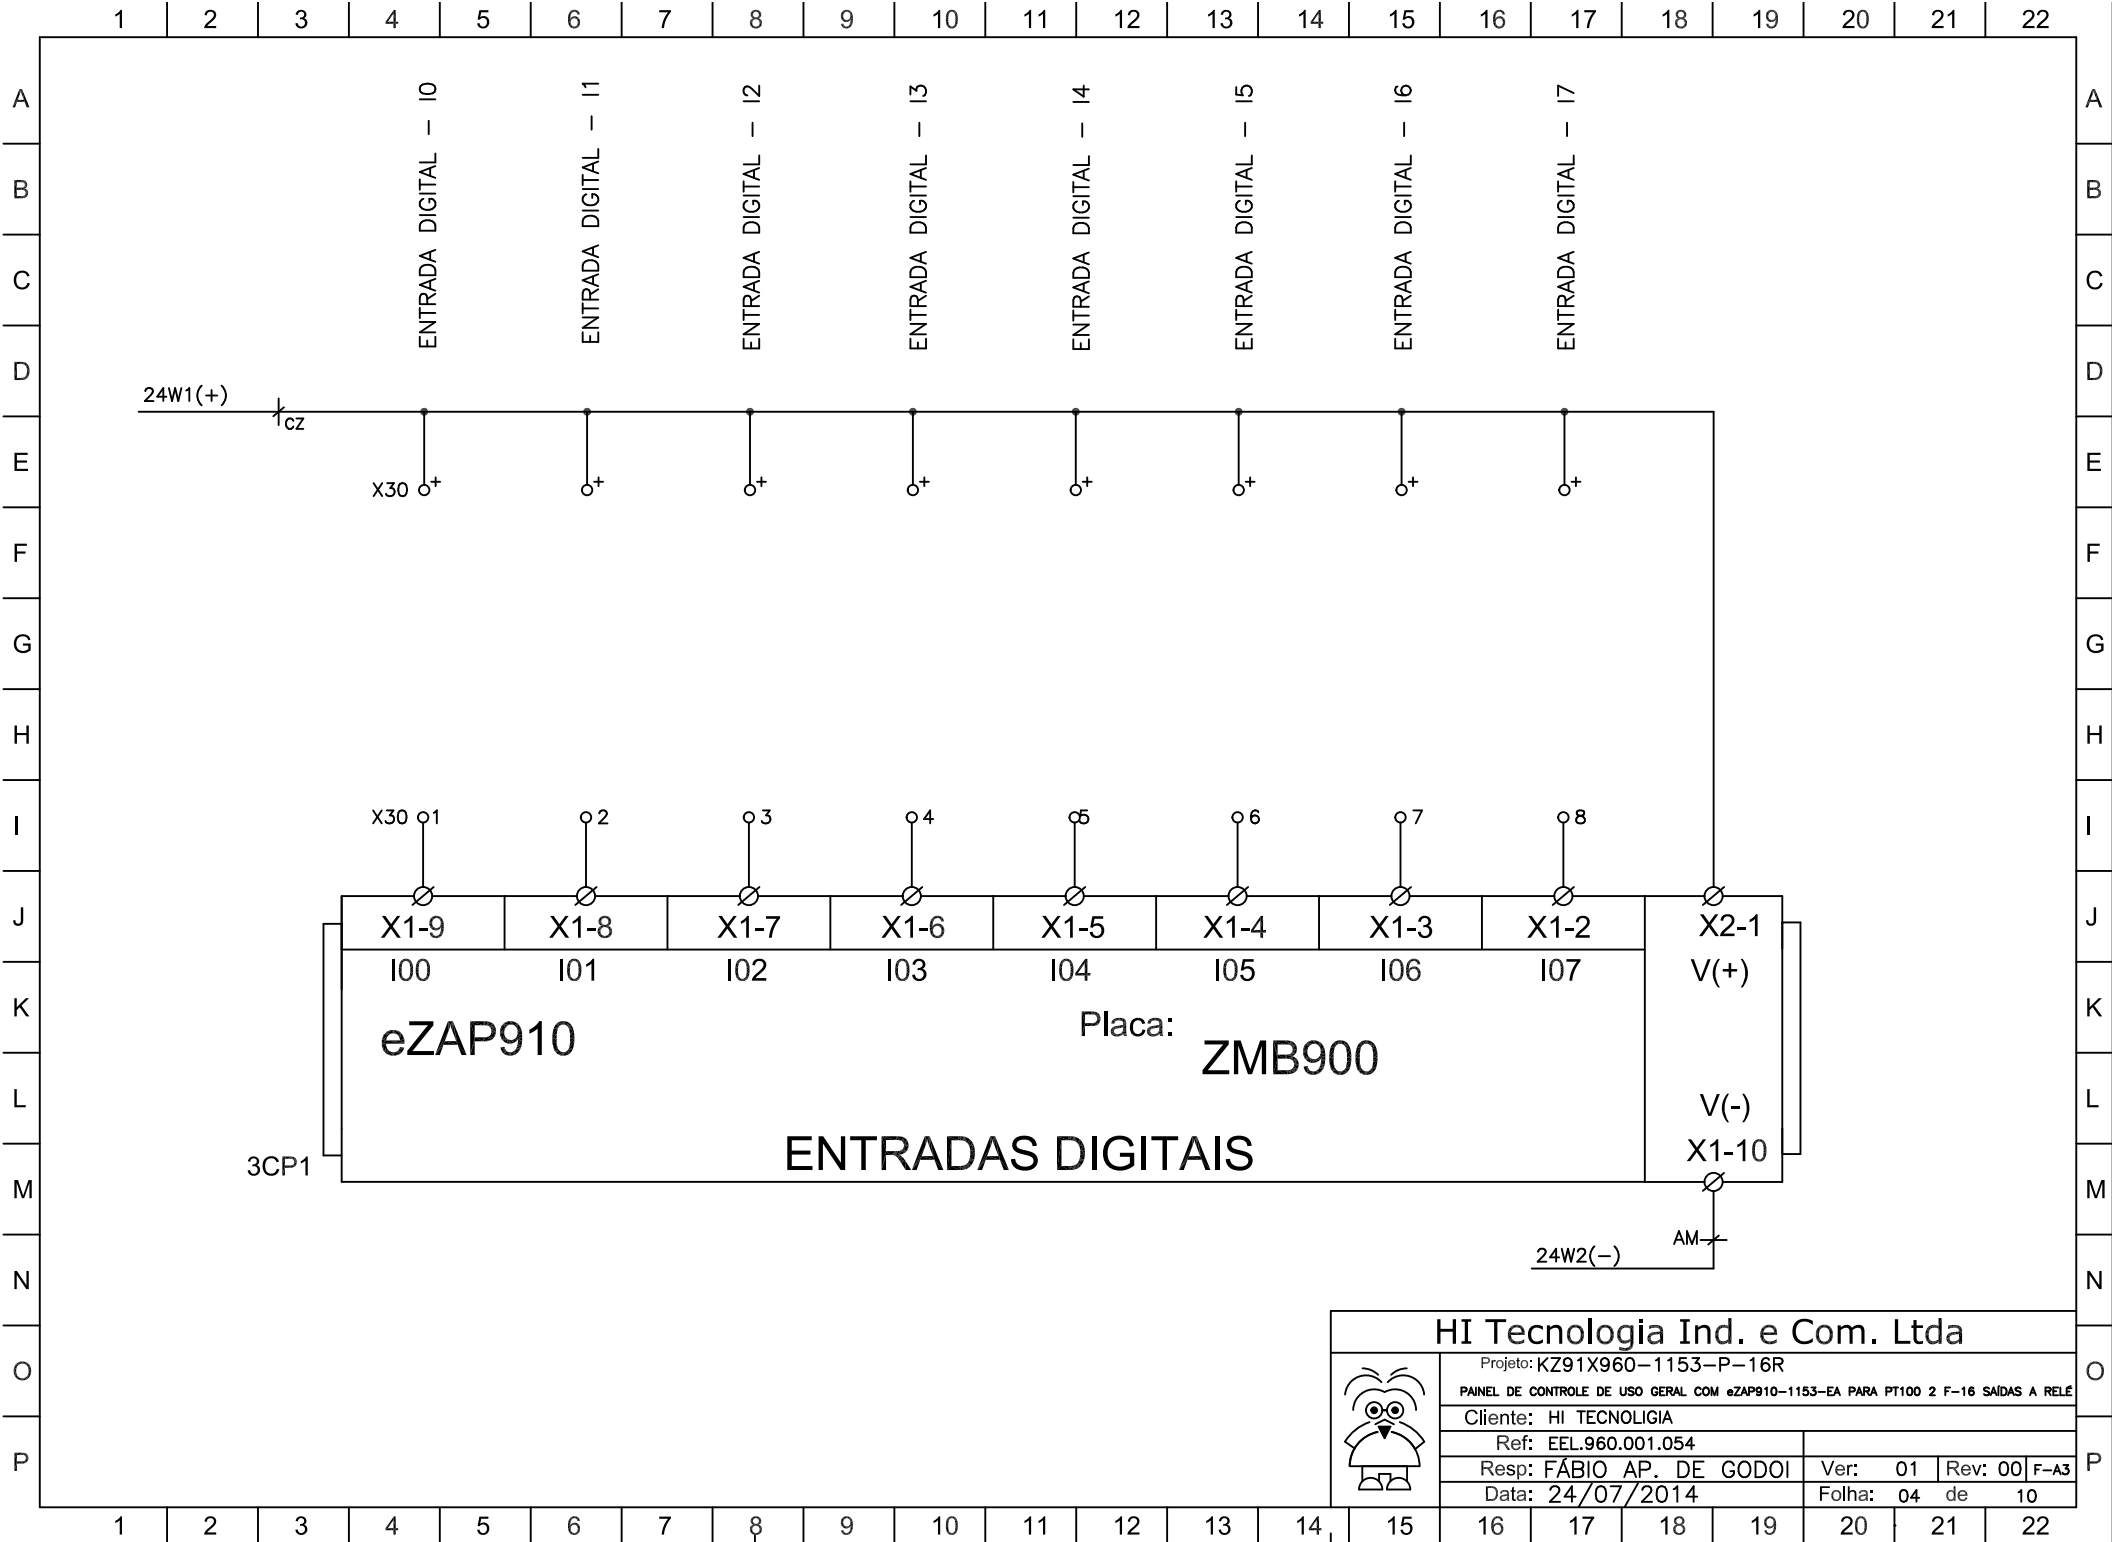 1 2 3 4 5 6 7 8 9 10 11 12 13 14 15 16 17 18 19 20 21 22
A A
B B
C C
D D
E E
F F
G G
H H
I I
J J
K K
L L
M M
N N
O O
P P
ENTRADA DIGITAL - I0
ENTRADA DIGITAL - I1
ENTRADA DIGITAL - I2
ENTRADA DIGITAL - I3
ENTRADA DIGITAL - I4
ENTRADA DIGITAL - I5
ENTRADA DIGITAL - I6
ENTRADA DIGITAL - I7
24W1(+)
CZ
X30 + + + + + + + +
X30 1 2 3 4 5 6 7 8
X1-9 X1-8 X1-7 X1-6 X1-5 X1-4 X1-3 X1-2 X2-1
I00 I01 I02 I03 I04 I05 I06 I07 V(+)
eZAP910
Placa:
ZMB900
V(-)
X1-10
ENTRADAS DIGITAIS
3CP1
AM
24W2(-)
HI Tecnologia Ind. e Com. Ltda
Projeto: KZ91X960-1153-P-16R
PAINEL DE CONTROLE DE USO GERAL COM eZAP910-1153-EA PARA PT100 2 F-16 SAÍDAS A RELÉ
Cliente: HI TECNOLIGIA
Ref: EEL.960.001.054
Resp: FÁBIO AP. DE GODOI Ver: 01 Rev: 00 F-A3
Data: 24/07/2014 Folha: 04 de 10
1 2 3 4 5 6 7 8 9 10 11 12 13 14 15 16 17 18 19 20 21 22